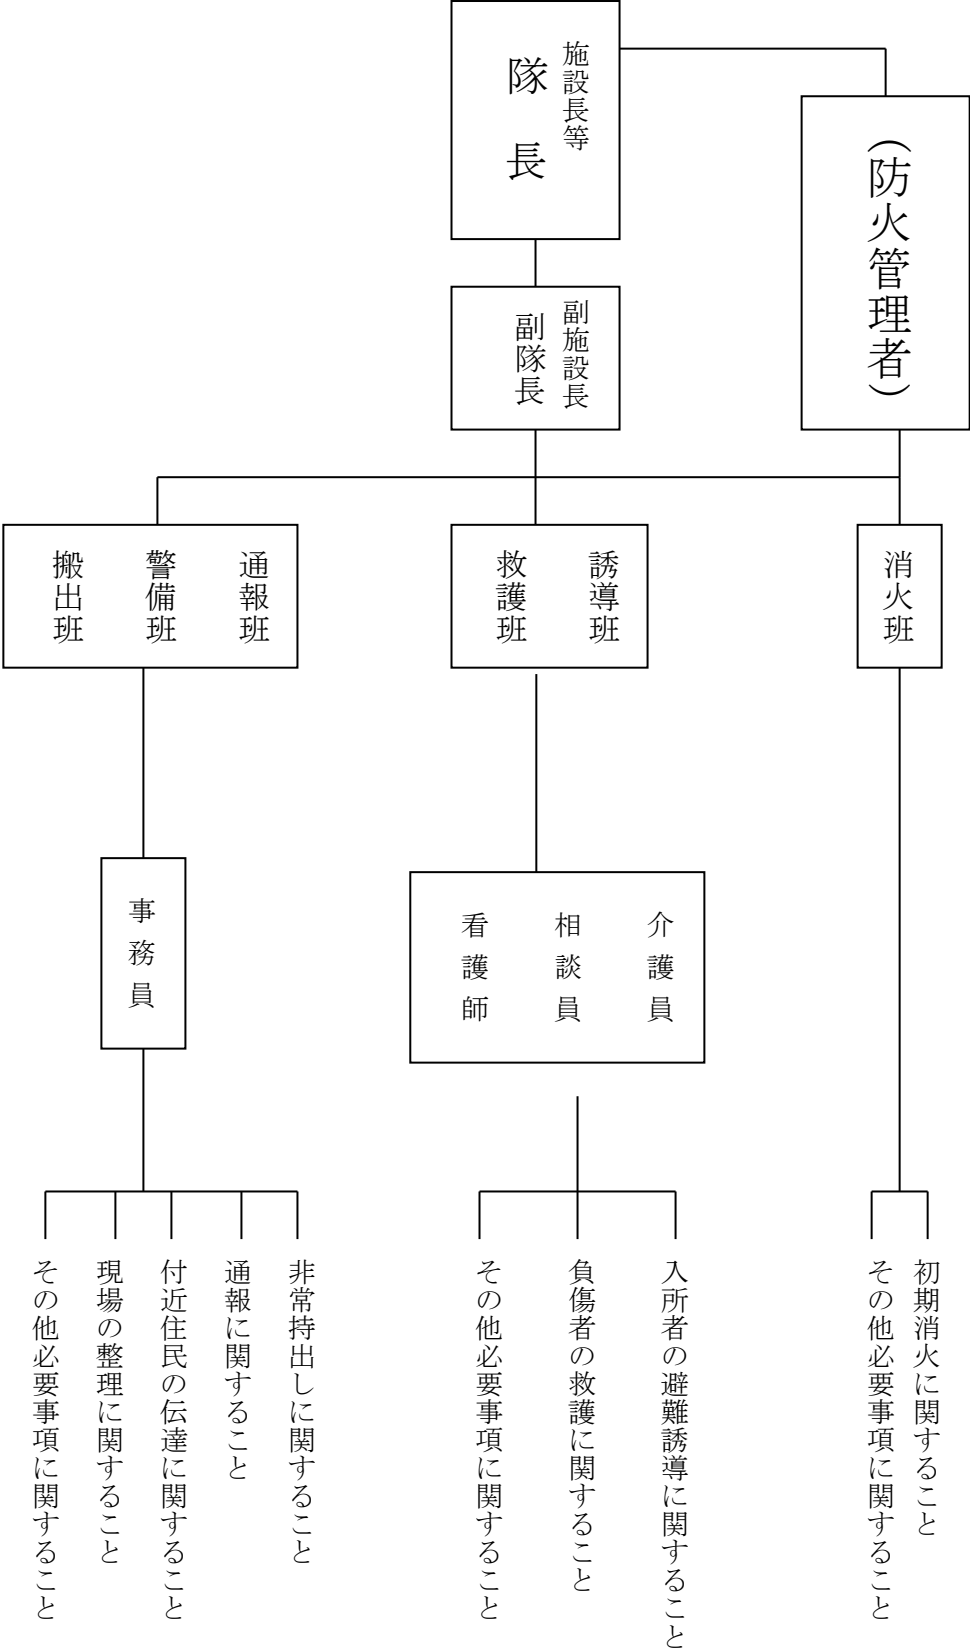 (防火管理者)
施設長等
隊長
副施設長
副隊長
消火班
誘導班
救護班
通報班
警備班
搬出班
介護員
相談員
看護師
事務員
初期消火に関すること
その他必要事項に関すること
入所者の避難誘導に関すること
負傷者の救護に関すること
その他必要事項に関すること
非常持出しに関すること
通報に関すること
付近住民の伝達に関すること
現場の整理に関すること
その他必要事項に関すること